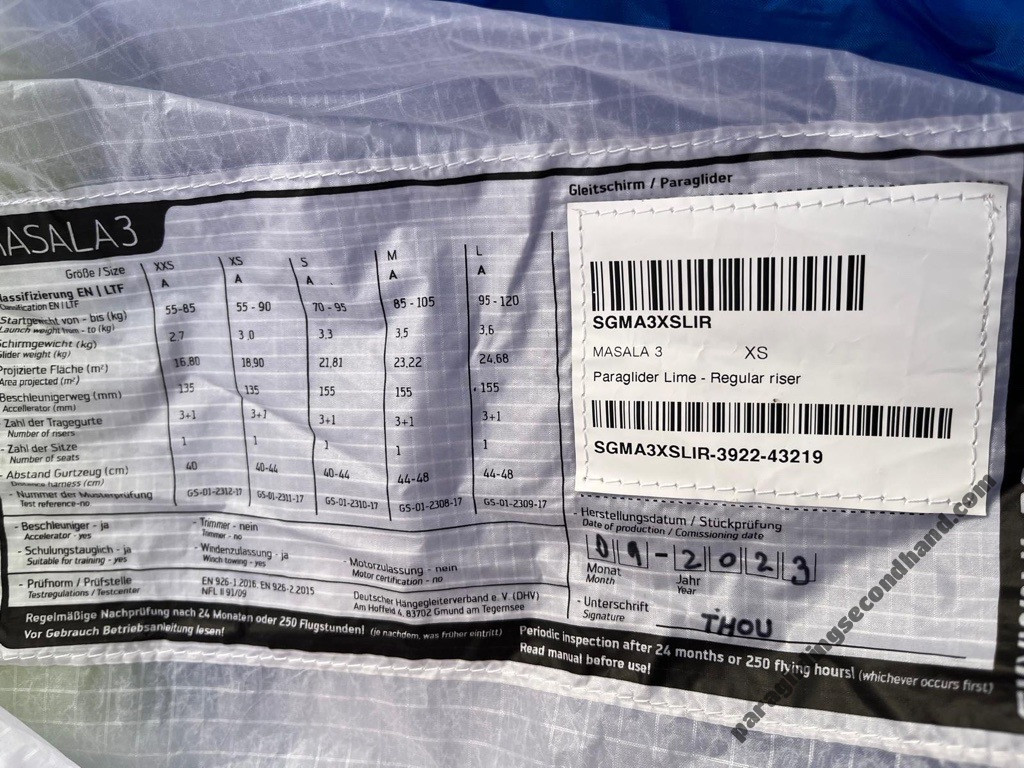 MASALA3
Größe / Size XXS XS S M L
Klassifizierung EN | LTF A A A A A
Classification EN | LTF
Startgewicht von - bis (kg) 55-85 55 - 90 70 - 95 85 - 105 95 - 120
Launch weight from - to (kg)
Schirmgewicht (kg) 2,7 3,0 3,3 3,5 3,6
Glider weight (kg)
Projizierte Fläche (m²) 16,80 18,90 21,81 23,22 24,68
Area projected (m²)
Beschleunigerweg (mm) 135 135 155 155 155
Accellerator (mm)
- Zahl der Tragegurte 3+1 3+1 3+1 3+1 3+1
Number of risers
- Zahl der Sitze 1 1 1 1 1
Number of seats
- Abstand Gurtzeug (cm) 40 40-44 40-44 44-48 44-48
Distance harness (cm)
- Nummer der Musterprüfung GS-01-2312-17 GS-01-2311-17 GS-01-2310-17 GS-01-2308-17 GS-01-2309-17
Test reference-no
- Beschleuniger - ja - Trimmer - nein
Accelerator - yes Trimmer - no
- Schulungstauglich - ja - Windenzulassung - ja - Motorzulassung - nein
Suitable for training - yes Winch towing - yes Motor certification - no
- Prüfnorm / Prüfstelle EN 926-1:2016, EN 926-2:2015 Deutscher Hängegleiterverband e. V. (DHV)
Testregulations / Testcenter NFL II 91/09 Am Hoffeld 4, 83702 Gmund am Tegernsee
Regelmäßige Nachprüfung nach 24 Monaten oder 250 Flugstunden! (je nachdem, was früher eintritt)
Vor Gebrauch Betriebsanleitung lesen!
Periodic inspection after 24 months or 250 flying hours! (whichever occurs first)
Read manual before use!
Gleitschirm / Paraglider
SGMA3XSLIR
MASALA 3 XS
Paraglider Lime - Regular riser
SGMA3XSLIR-3922-43219
- Herstellungsdatum / Stückprüfung
Date of production / Comissioning date
09-2023
Monat Jahr
Month Year
- Unterschrift
Signature THOU
paraglidingsecondhand.com